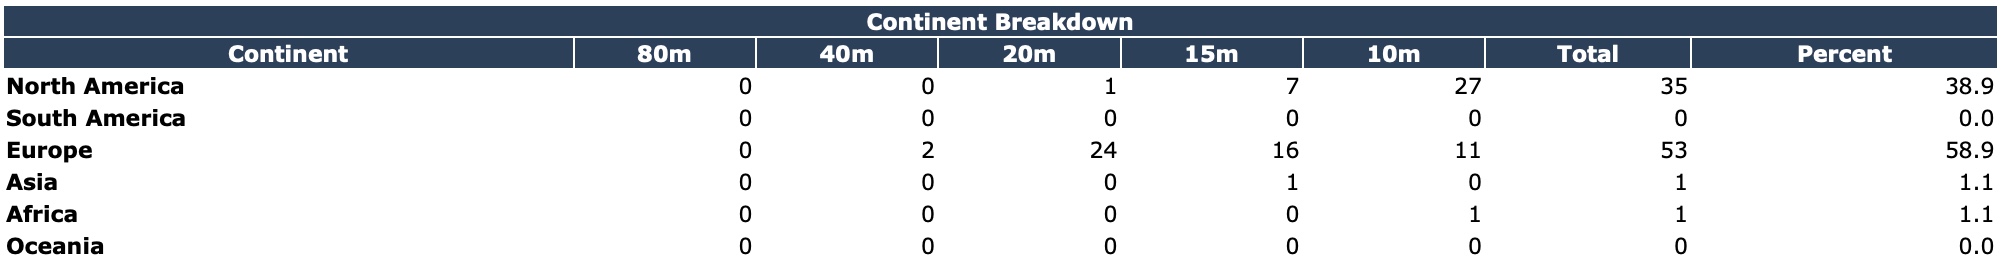 Continent Breakdown
Continent 80m 40m 20m 15m 10m Total Percent
North America 0 0 1 7 27 35 38.9
South America 0 0 0 0 0 0 0.0
Europe 0 2 24 16 11 53 58.9
Asia 0 0 0 1 0 1 1.1
Africa 0 0 0 0 1 1 1.1
Oceania 0 0 0 0 0 0 0.0